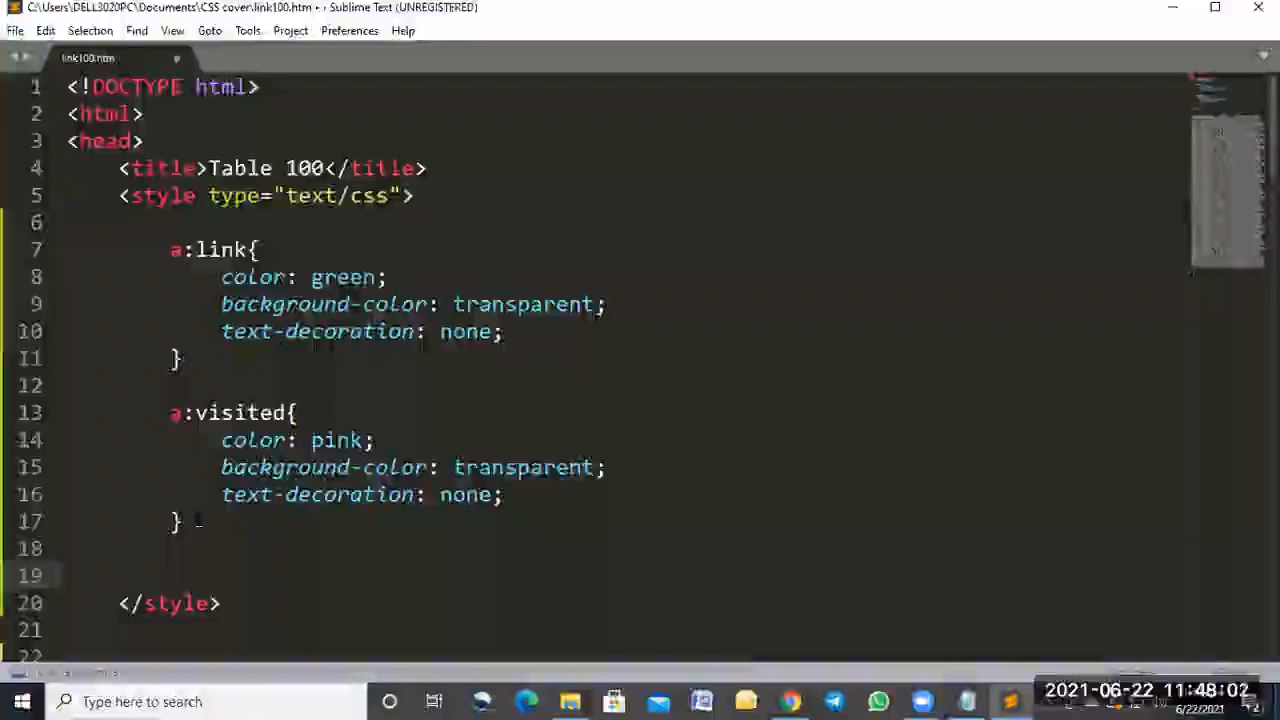 C:\Users\DELL3020PC\Documents\CSS cover\link100.htm • - Sublime Text (UNREGISTERED)
File Edit Selection Find View Goto Tools Project Preferences Help
link100.htm
1 <!DOCTYPE html>
2 <html>
3 <head>
4 <title>Table 100</title>
5 <style type="text/css">
6
7 a:link{
8 color: green;
9 background-color: transparent;
10 text-decoration: none;
11 }
12
13 a:visited{
14 color: pink;
15 background-color: transparent;
16 text-decoration: none;
17 }
18
19
20 </style>
21
22
Type here to search
2021-06-22 11:48:02
6/22/2021